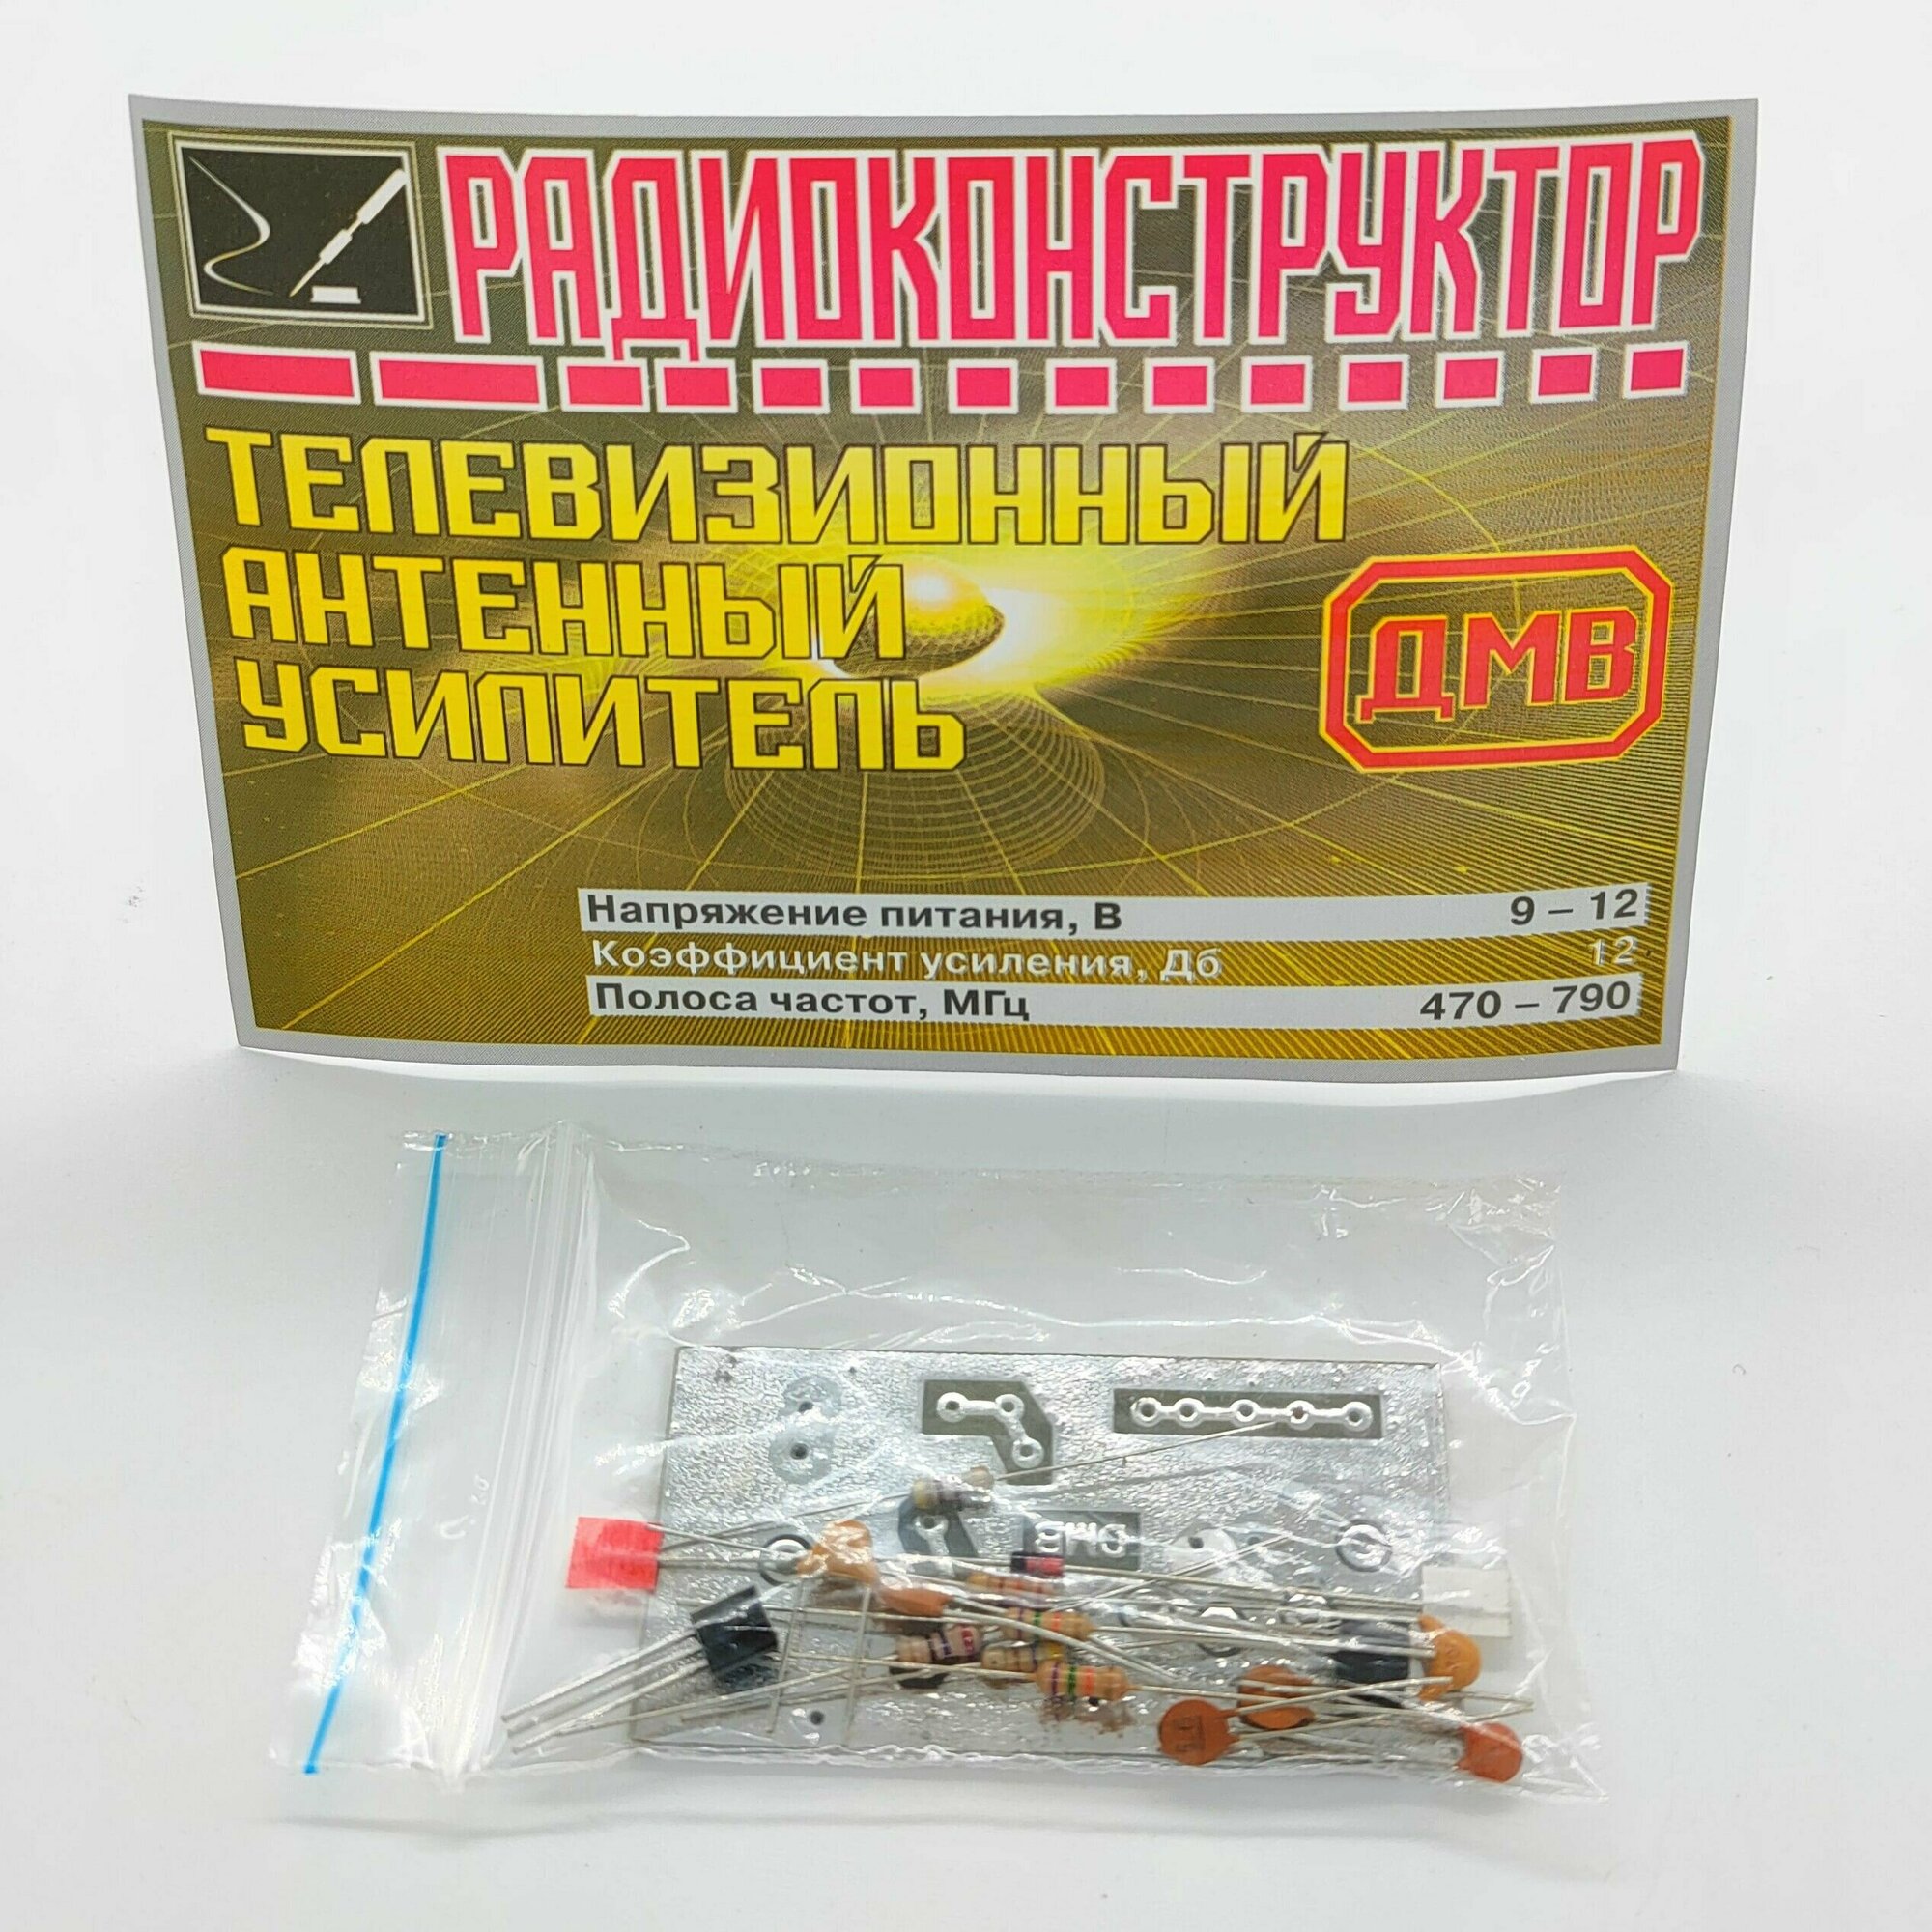 РАДИОКОНСТРУКТОР
ТЕЛЕВИЗИОННЫЙ
АНТЕННЫЙ
УСИЛИТЕЛЬ
ДМВ
Напряжение питания, В 9 – 12
Коэффициент усиления, Дб 12
Полоса частот, МГц 470 – 790